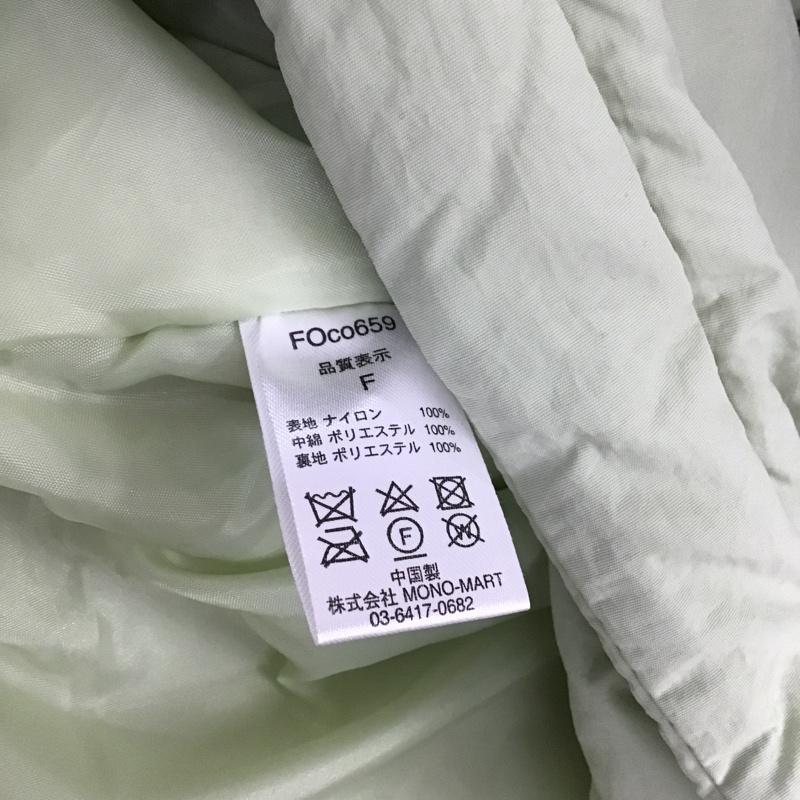 FOco659
品質表示
F
表地 ナイロン 100%
中綿 ポリエステル 100%
裏地 ポリエステル 100%
F W
中国製
株式会社 MONO-MART
03-6417-0682